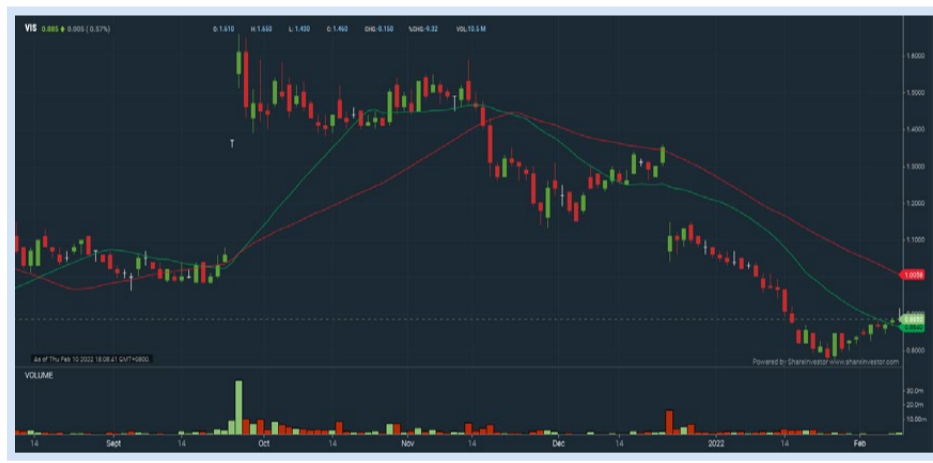 VIS 0.885 0.005 (0.57%) O:1.610 H:1.650 L:1.430 C:1.460 CHG:-0.150 %CHG:-9.32 VOL:10.5 M
1.6000
1.5000
1.4000
1.3000
1.2000
1.1000
1.0008
0.8000
As of Thu Feb 10 2022 18:08:41 GMT+0800.
Powered by ShareInvestor www.shareinvestor.com
VOLUME
30.0m
20.0m
10.00m
14 Sept 14 Oct 14 Nov 14 Dec 14 2022 14 Feb